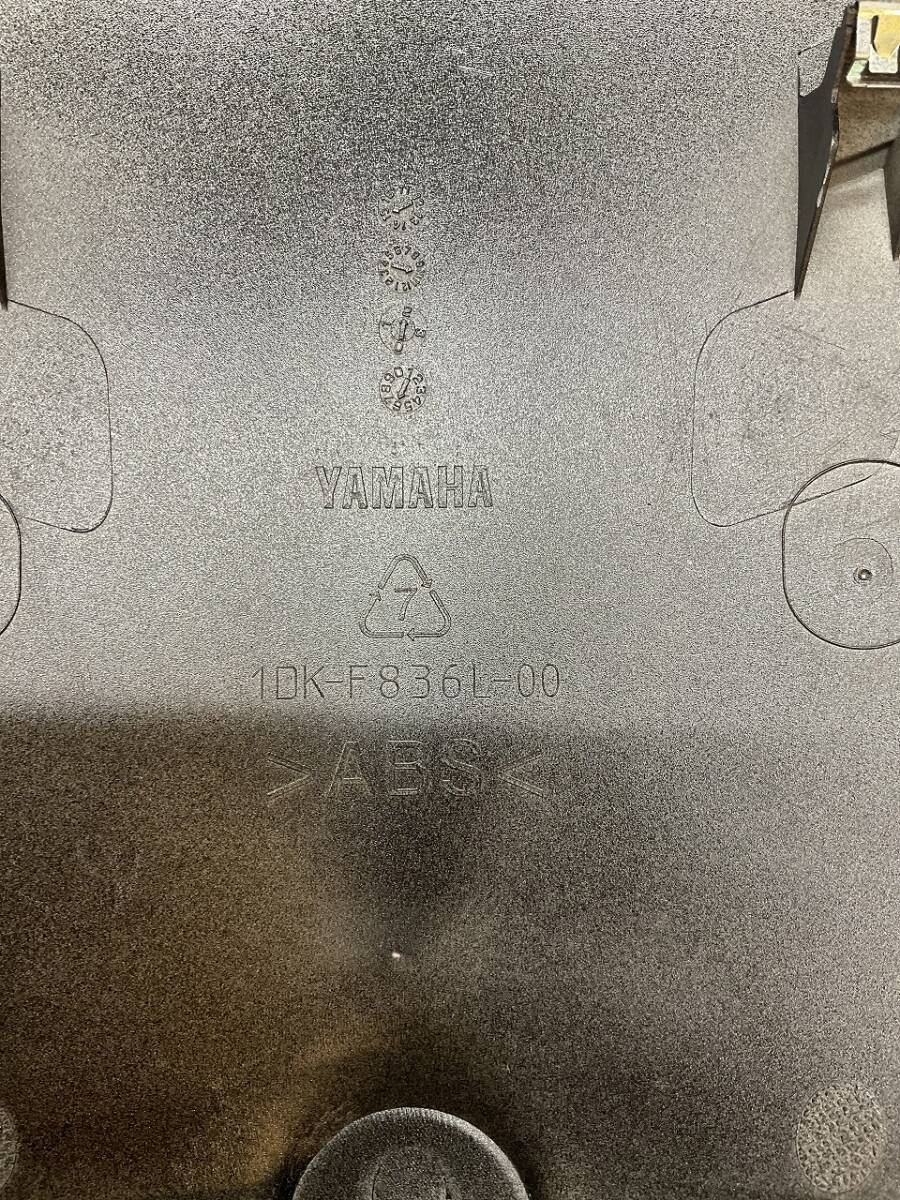 YAMAHA
7
1DK-F836L-00
>ABS<